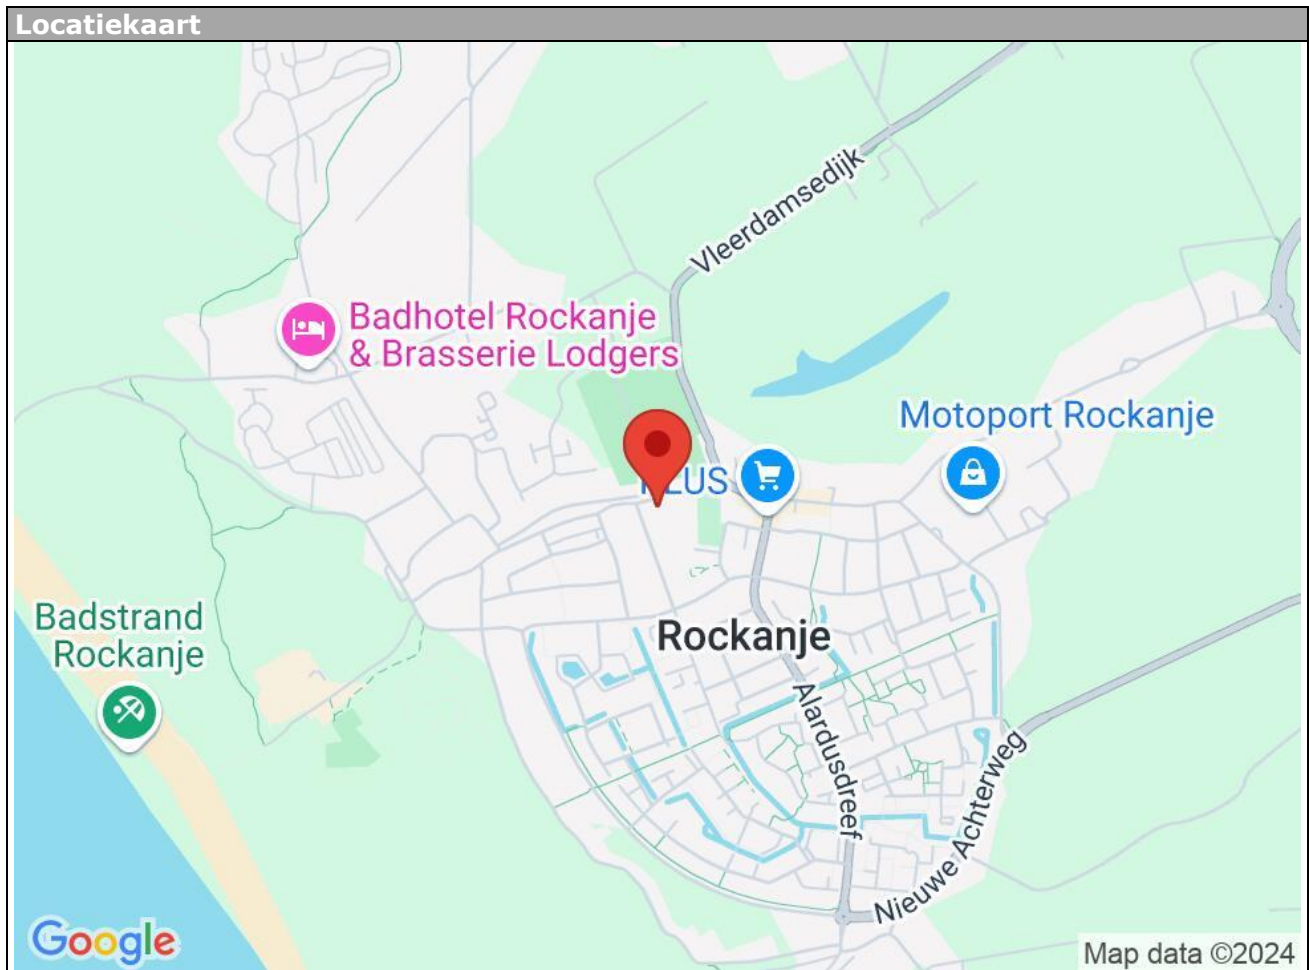 Locatiekaart
Vleerdamsedijk
Badhotel Rockanje
& Brasserie Lodgers
Motoport Rockanje
Badstrand
Rockanje
Rockanje
Alardusdreef
Nieuwe Achterweg
Google
Map data ©2024